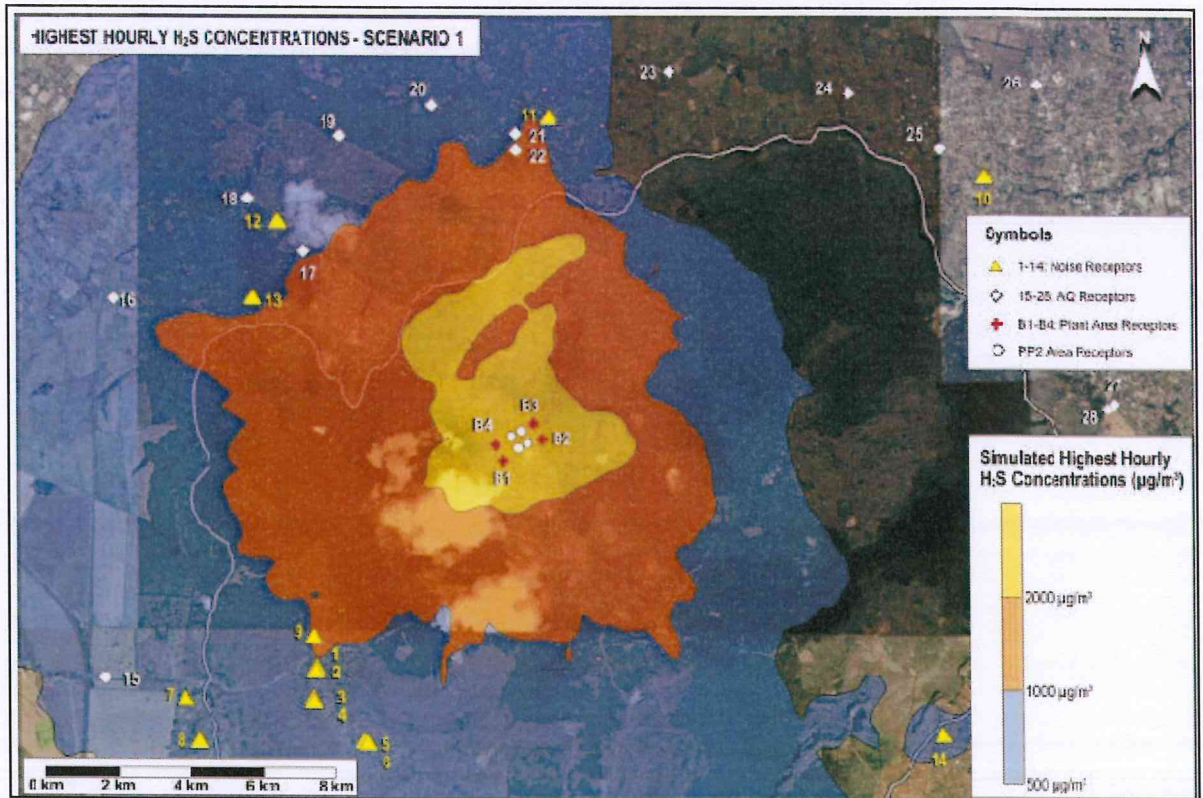 HIGHEST HOURLY H₂S CONCENTRATIONS - SCENARIO 1
N
23
24
26
20
11
19
21
22
25
10
18
12
17
16
13
Symbols
1-14: Noise Receptors
15-28: AQ Receptors
B1-B4: Plant Area Receptors
PP2 Area Receptors
27
28
B3
B4
B2
B1
Simulated Highest Hourly
H₂S Concentrations (µg/m³)
2000 µg/m³
1000 µg/m³
500 µg/m³
9
1
2
15
7
3
4
8
5
14
0 km 2 km 4 km 6 km 8 km